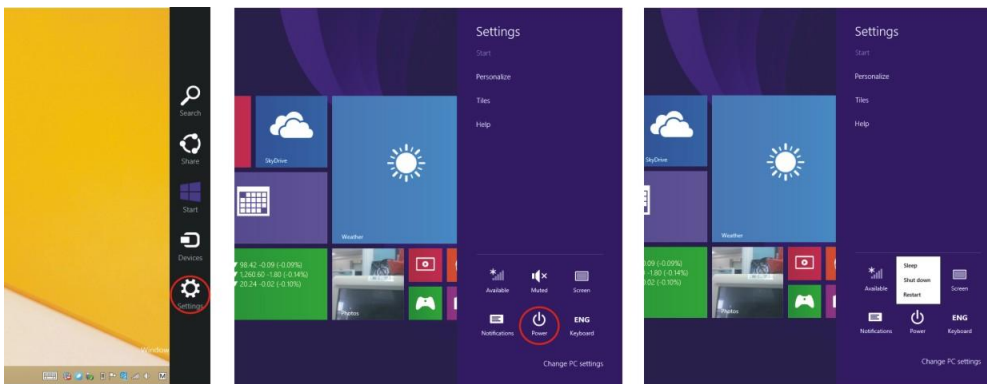 Search
Share
Start
Devices
Settings
Window
M
Settings
Start
Personalize
Tiles
Help
SkyDrive
Weather
98.42 -0.09 (-0.09%)
1,260.60 -1.80 (-0.14%)
20.24 -0.02 (-0.10%)
Photos
Available
Muted
Screen
Notifications
Power
ENG
Keyboard
Change PC settings
Settings
Start
Personalize
Tiles
Help
SkyDrive
Weather
0.09 (-0.09%)
-1.80 (-0.14%)
0.02 (-0.10%)
Photos
Sleep
Shut down
Restart
Available
Screen
Notifications
Power
ENG
Keyboard
Change PC settings